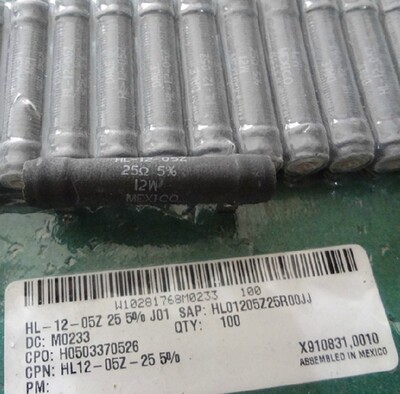 HL-12-05Z
25Ω 5%
12W
MEXICO
W10281768M0233 100
HL-12-05Z 25 5% J01 SAP: HL01205Z25R00JJ
DC: M0233 QTY: 100
CPO: H0503370526 X910831,0010
CPN: HL12-05Z-25 5% ASSEMBLED IN MEXICO
PM: